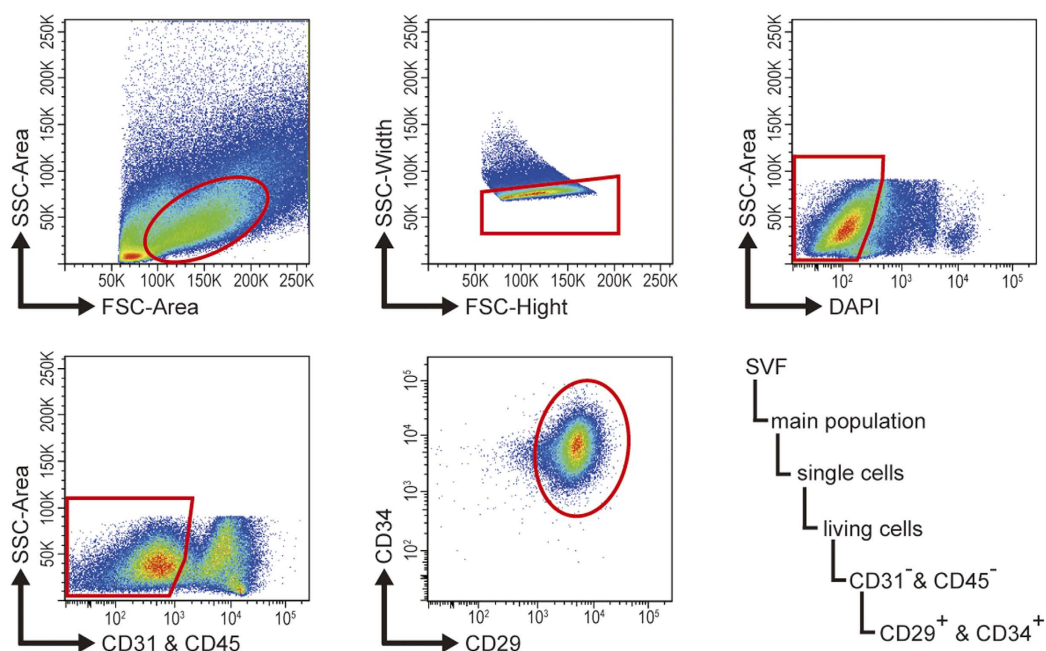 250K
200K
150K
100K
50K
SSC-Area
50K 100K 150K 200K 250K
FSC-Area
250K
200K
150K
100K
50K
SSC-Width
50K 100K 150K 200K 250K
FSC-Hight
250K
200K
150K
100K
50K
SSC-Area
10² 10³ 10⁴ 10⁵
DAPI
250K
200K
150K
100K
50K
SSC-Area
10² 10³ 10⁴ 10⁵
CD31 & CD45
10⁵
10⁴
10³
10²
CD34
10² 10³ 10⁴ 10⁵
CD29
SVF
main population
single cells
living cells
CD31⁻& CD45⁻
CD29⁺ & CD34⁺